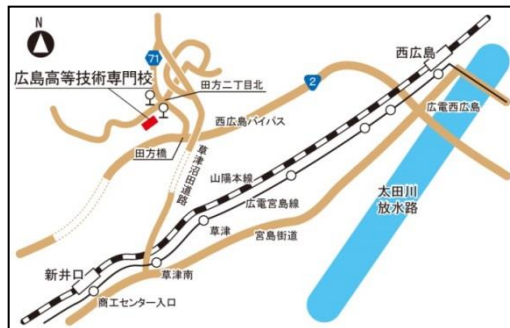 N
71
西広島
広島高等技術専門校
田方二丁目北
2
広電西広島
西広島バイパス
田方橋
草津沼田道路
山陽本線
太田川
放水路
広電宮島線
草津
宮島街道
新井口
草津南
商工センター入口